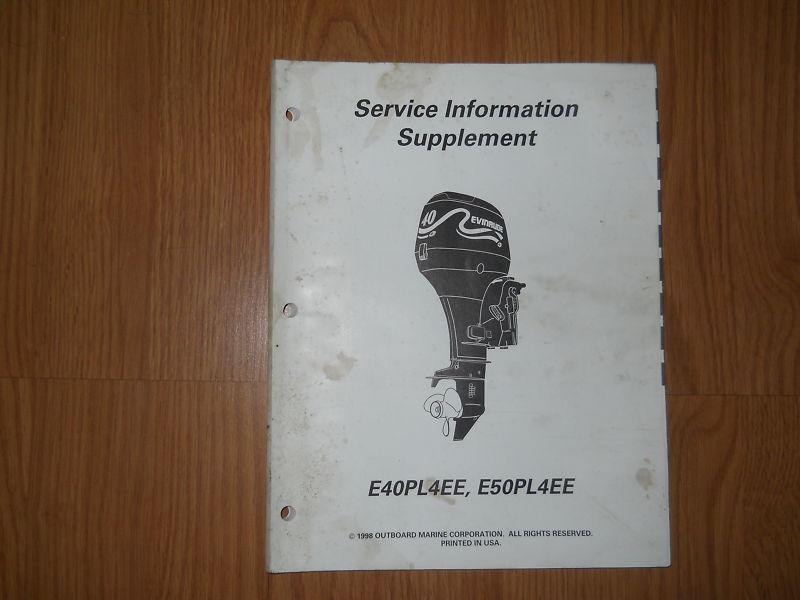 Service Information
Supplement
40
EVINRUDE
E40PL4EE, E50PL4EE
© 1998 OUTBOARD MARINE CORPORATION. ALL RIGHTS RESERVED.
PRINTED IN USA.